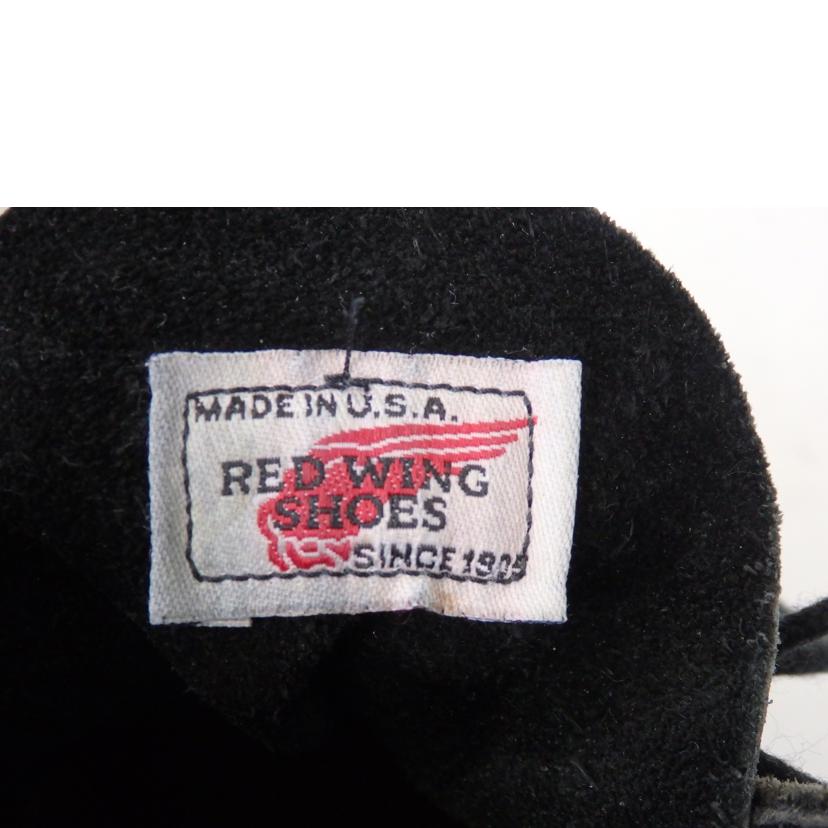 MADE IN U.S.A.
RED WING
SHOES
SINCE 1905